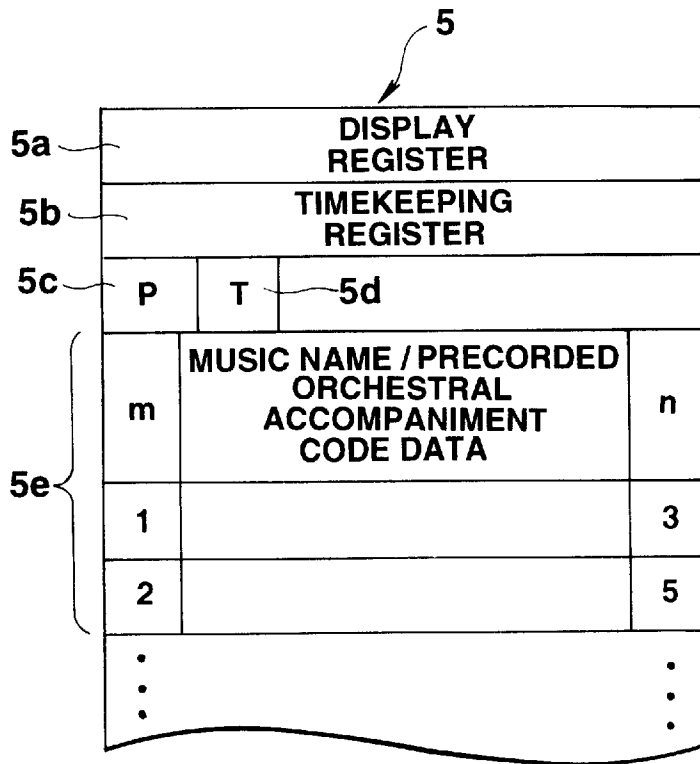 5
5a
DISPLAY
REGISTER
5b
TIMEKEEPING
REGISTER
5c
P
T
5d
5e
m
MUSIC NAME / PRECORDED
ORCHESTRAL
ACCOMPANIMENT
CODE DATA
n
1
3
2
5